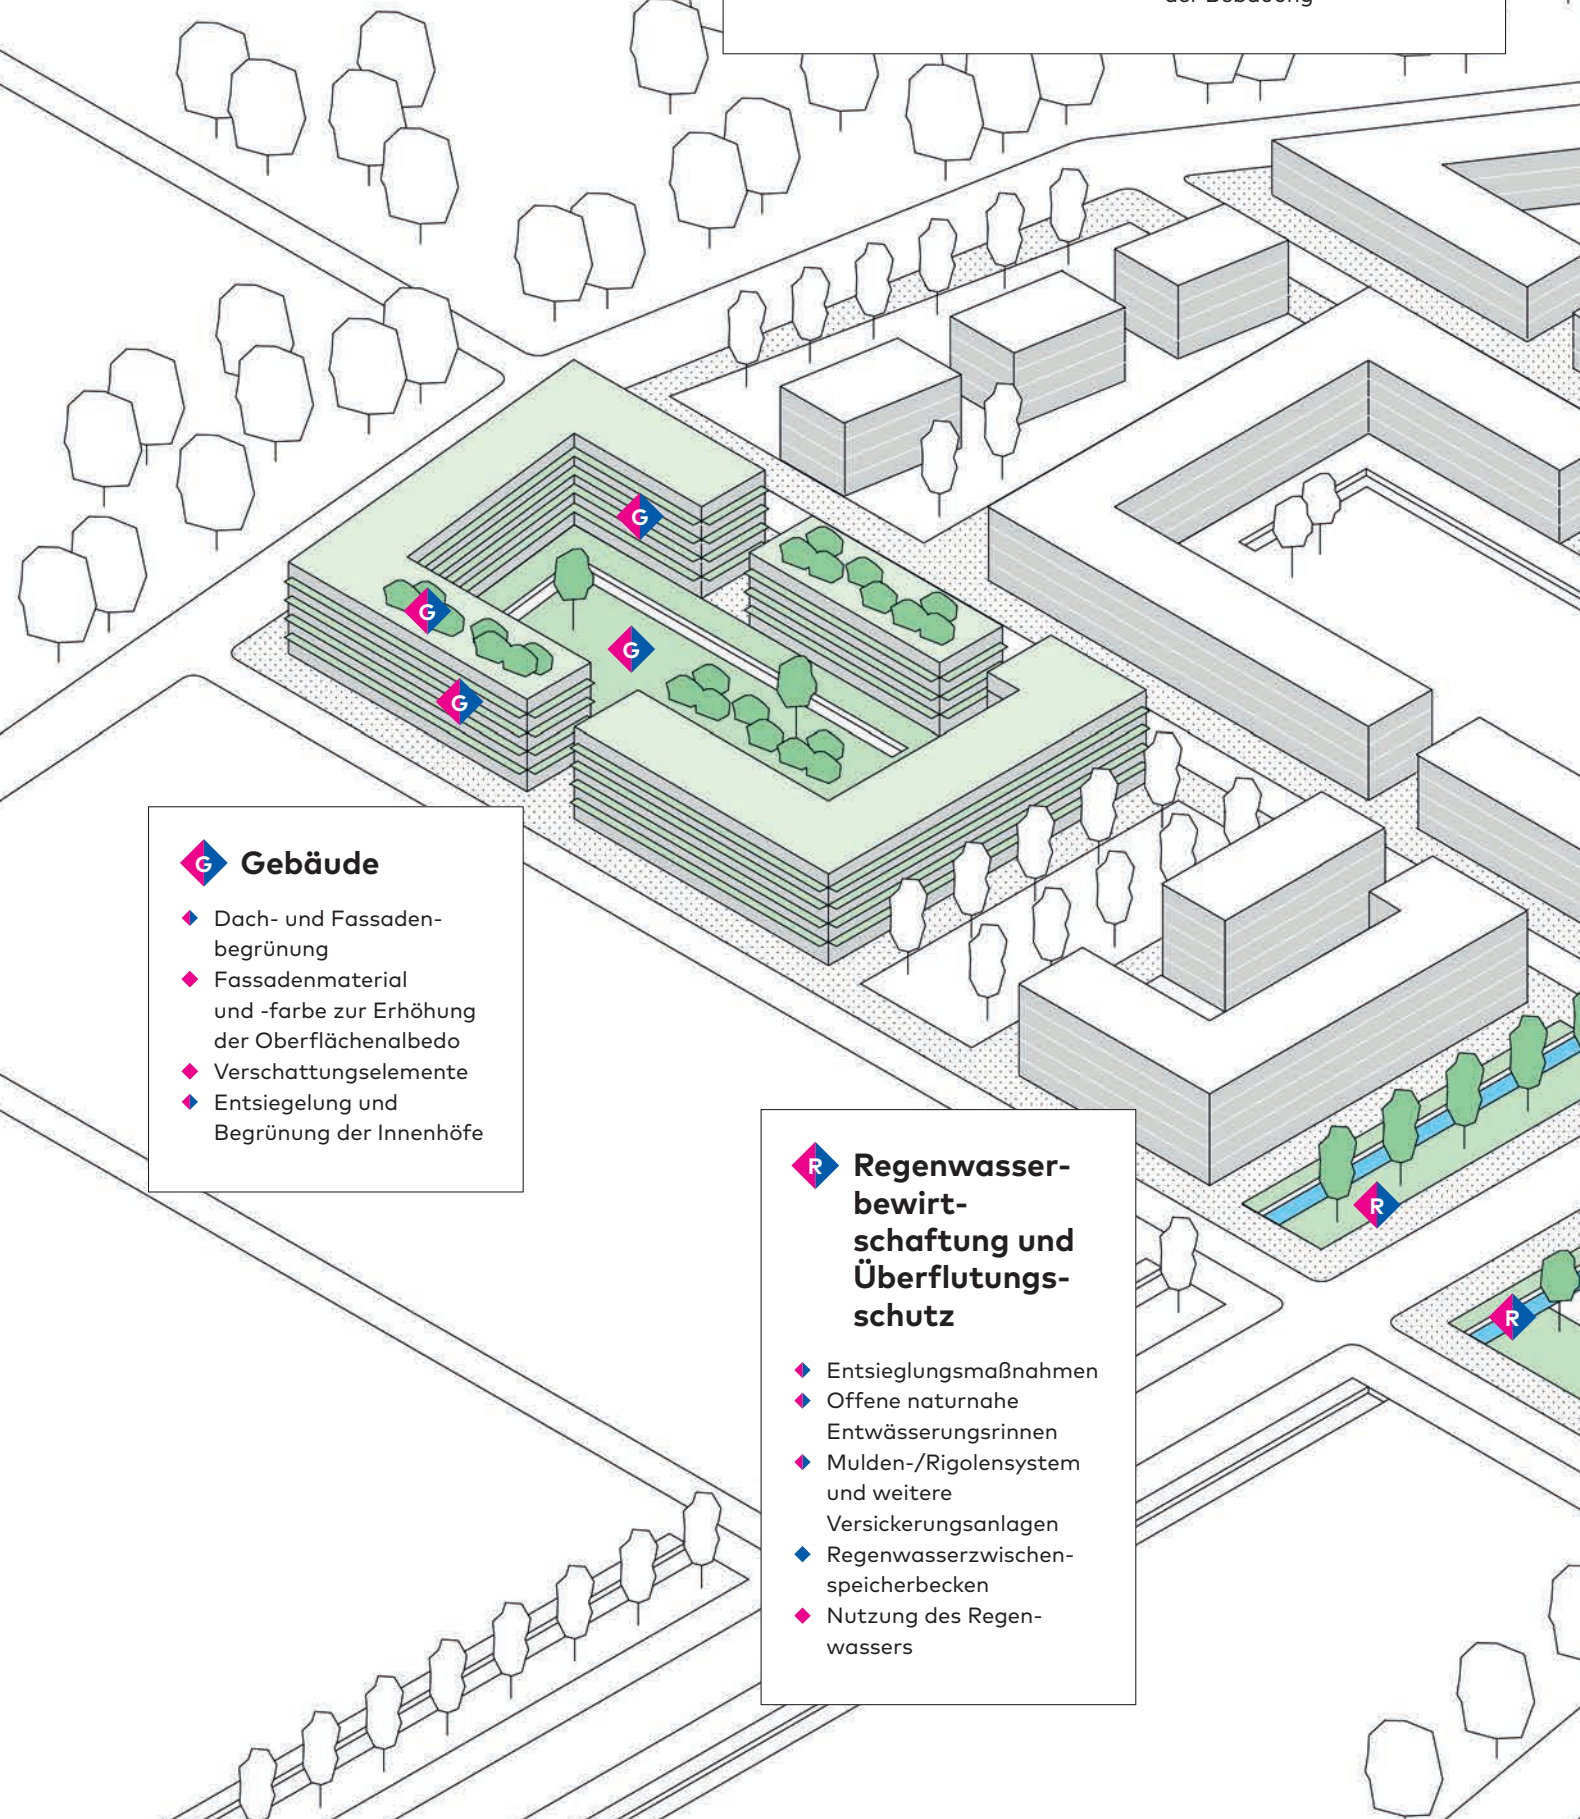 der Bebauung
G
G
G
G
G Gebäude
Dach- und Fassaden-
begrünung
Fassadenmaterial
und -farbe zur Erhöhung
der Oberflächenalbedo
Verschattungselemente
Entsiegelung und
Begrünung der Innenhöfe
R Regenwasser-
bewirt-
schaftung und
Überflutungs-
schutz
Entsieglungsmaßnahmen
Offene naturnahe
Entwässerungsrinnen
Mulden-/Rigolensystem
und weitere
Versickerungsanlagen
Regenwasserzwischen-
speicherbecken
Nutzung des Regen-
wassers
R
R